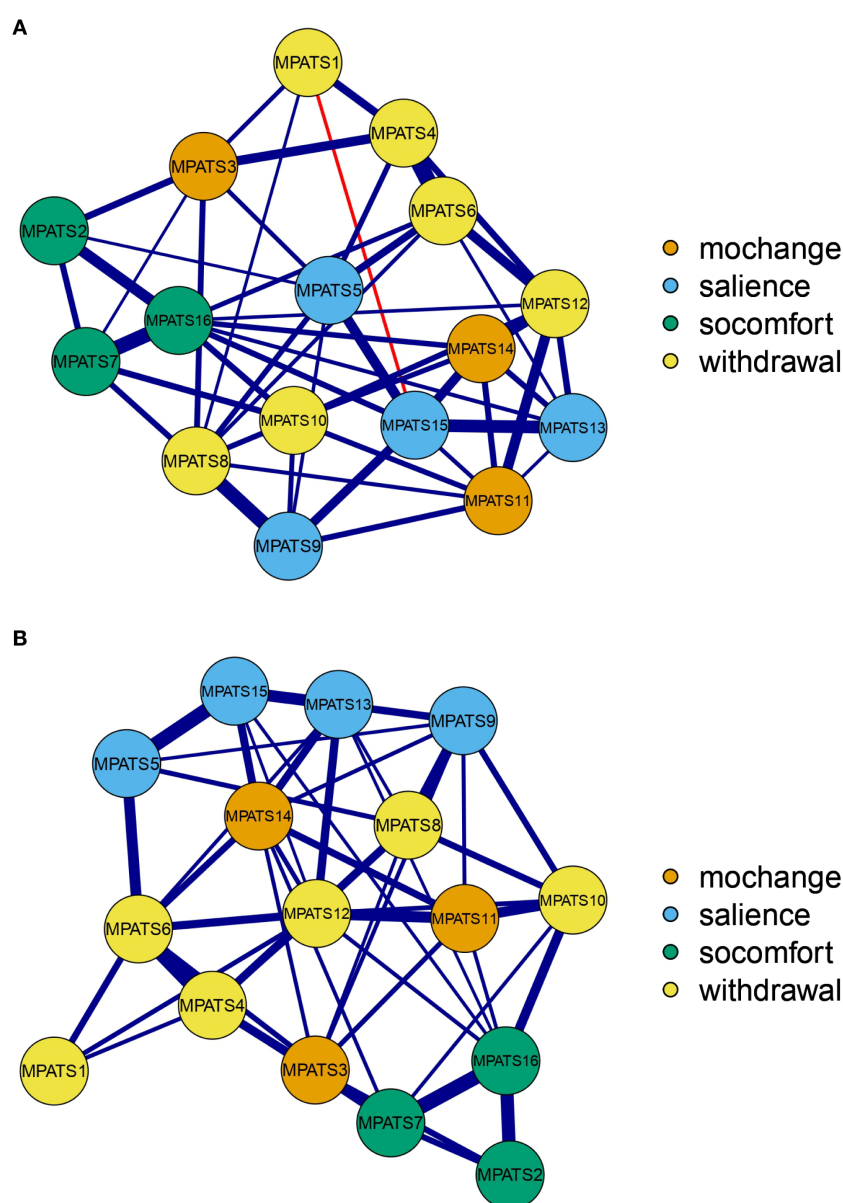 A
MPATS1
MPATS4
MPATS3
MPATS6
MPATS2
mochange
MPATS5
salience
MPATS12
MPATS16
socomfort
MPATS14
MPATS7
withdrawal
MPATS10
MPATS15
MPATS13
MPATS8
MPATS11
MPATS9
B
MPATS15
MPATS13
MPATS9
MPATS5
MPATS14
MPATS8
mochange
MPATS10
MPATS12
MPATS11
salience
MPATS6
socomfort
withdrawal
MPATS4
MPATS16
MPATS1
MPATS3
MPATS7
MPATS2